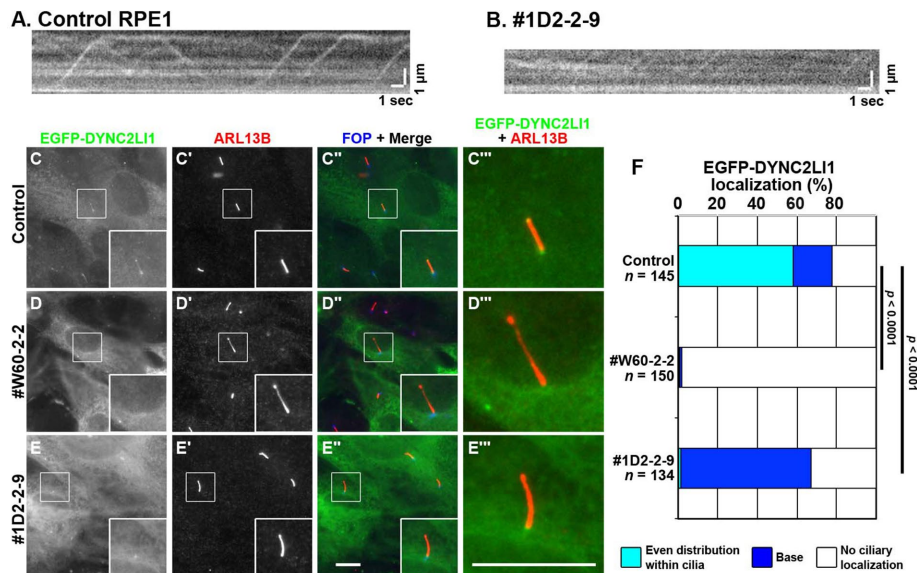 A. Control RPE1
B. #1D2-2-9
1 µm
1 sec
1 µm
1 sec
EGFP-DYNC2LI1
ARL13B
FOP + Merge
EGFP-DYNC2LI1
+ ARL13B
Control
C
C'
C''
C'''
#W60-2-2
D
D'
D''
D'''
#1D2-2-9
E
E'
E''
E'''
F
EGFP-DYNC2LI1
localization (%)
0 20 40 60 80
Control
n = 145
#W60-2-2
n = 150
#1D2-2-9
n = 134
p < 0.0001
p < 0.0001
Even distribution
within cilia
Base
No ciliary
localization